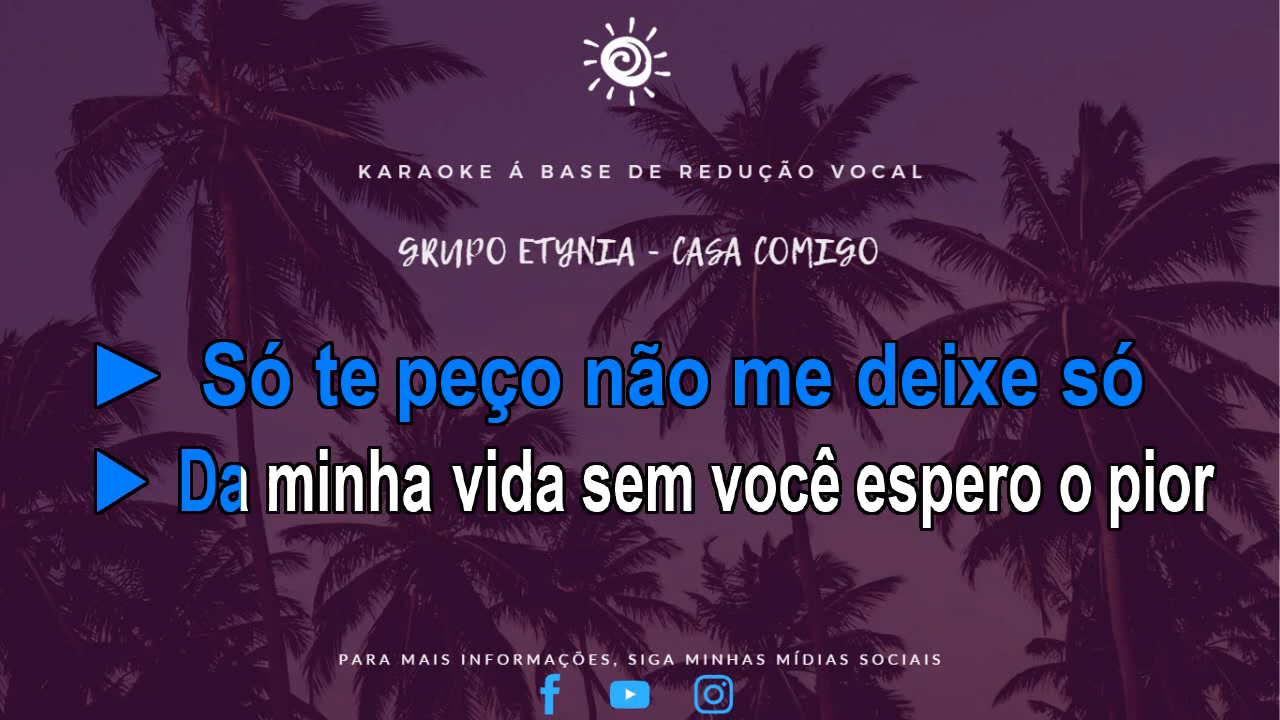 KARAOKE Á BASE DE REDUÇÃO VOCAL
GRUPO ETYNIA - CASA COMIGO
Só te peço não me deixe só
Da minha vida sem você espero o pior
PARA MAIS INFORMAÇÕES, SIGA MINHAS MÍDIAS SOCIAIS